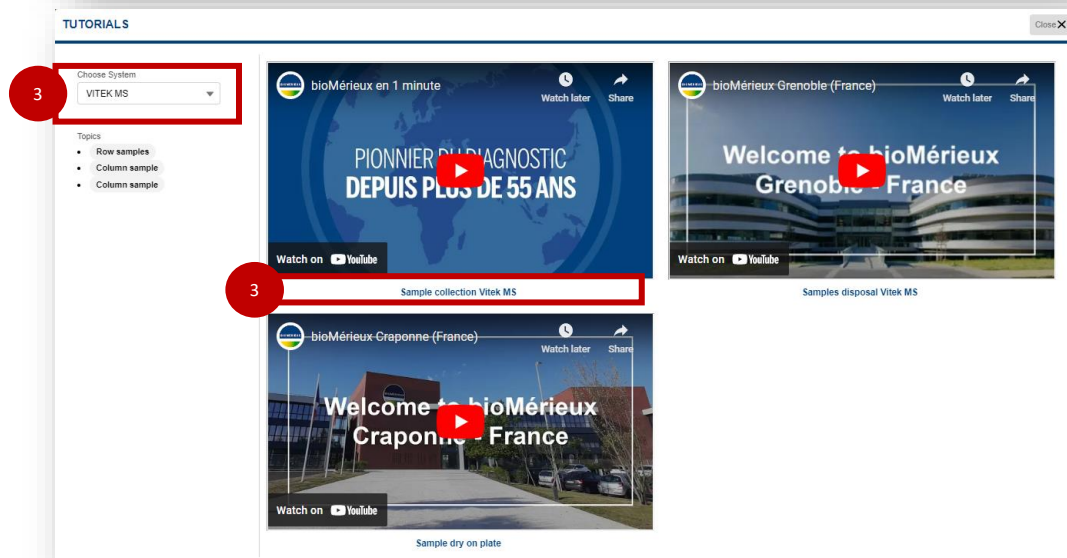 TUTORIALS
Close X
3
Choose System
VITEK MS
Topics
Row samples
Column sample
Column sample
bioMérieux en 1 minute
Watch later
Share
PIONNIER DU DIAGNOSTIC
DEPUIS PLUS DE 55 ANS
Watch on YouTube
3
Sample collection Vitek MS
bioMérieux Grenoble (France)
Watch later
Share
Welcome to bioMérieux
Grenoble - France
Watch on YouTube
Samples disposal Vitek MS
bioMérieux Craponne (France)
Watch later
Share
Welcome to bioMérieux
Craponne - France
Watch on YouTube
Sample dry on plate